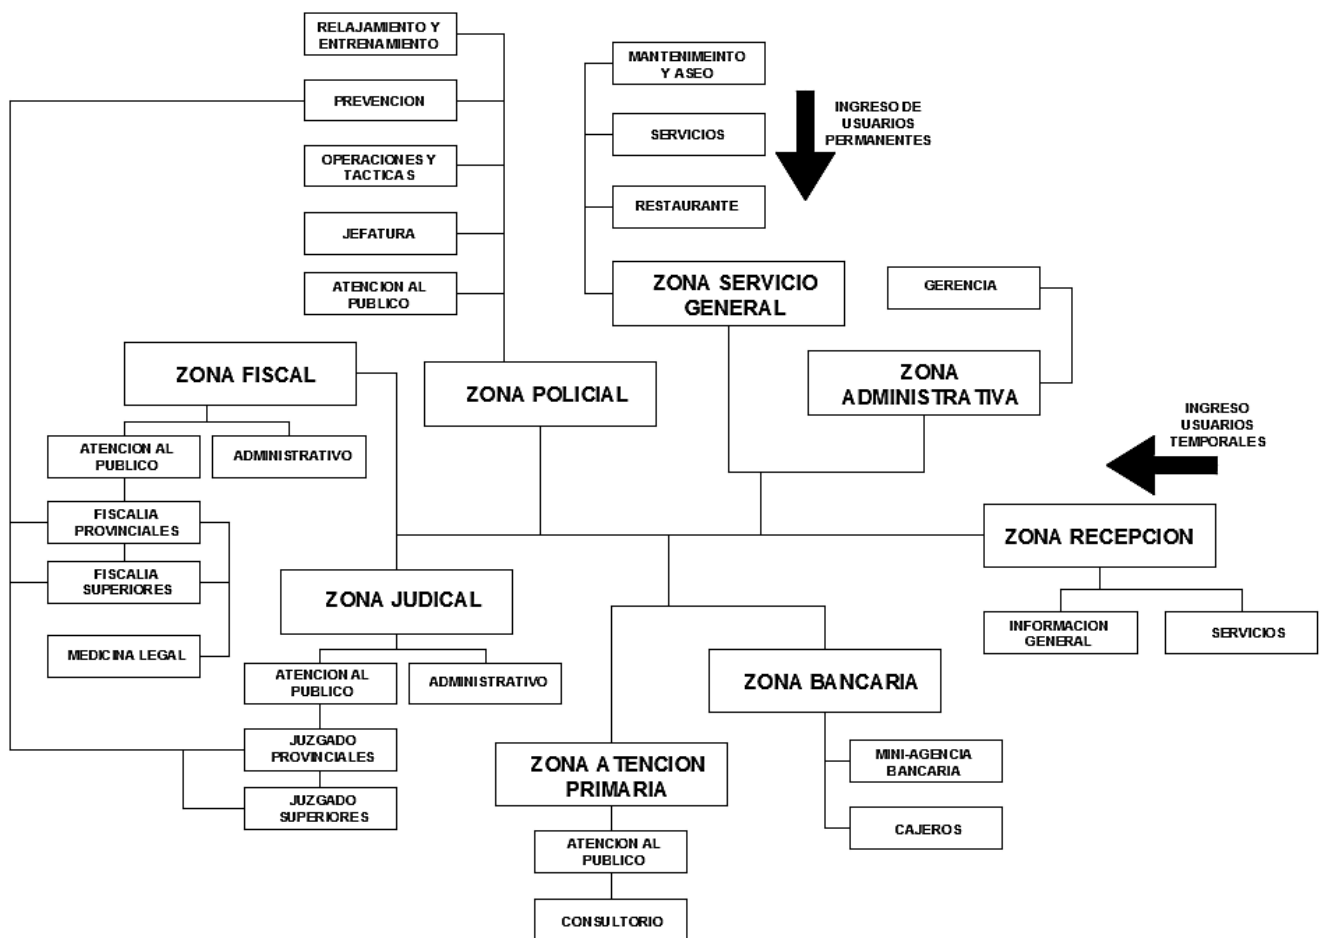 RELAJAMIENTO Y
ENTRENAMIENTO
PREVENCION
OPERACIONES Y
TACTICAS
JEFATURA
ATENCION AL
PUBLICO
MANTENIMEINTO
Y ASEO
SERVICIOS
RESTAURANTE
INGRESO DE
USUARIOS
PERMANENTES
ZONA SERVICIO
GENERAL
GERENCIA
ZONA FISCAL
ZONA POLICIAL
ZONA
ADMINISTRATIVA
INGRESO
USUARIOS
TEMPORALES
ATENCION AL
PUBLICO
ADMINISTRATIVO
FISCALIA
PROVINCIALES
FISCALIA
SUPERIORES
MEDICINA LEGAL
ZONA RECEPCION
INFORMACION
GENERAL
SERVICIOS
ZONA JUDICAL
ATENCION AL
PUBLICO
ADMINISTRATIVO
JUZGADO
PROVINCIALES
JUZGADO
SUPERIORES
ZONA BANCARIA
MINI-AGENCIA
BANCARIA
CAJEROS
ZONA ATENCION
PRIMARIA
ATENCION AL
PUBLICO
CONSULTORIO